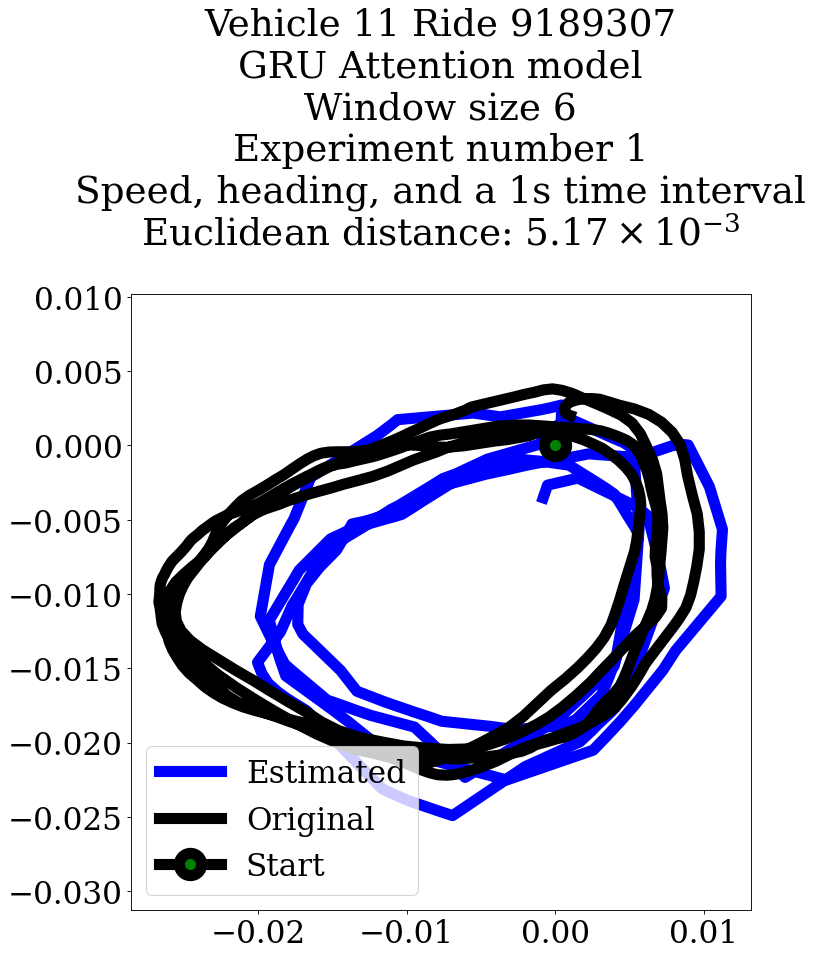 Vehicle 11 Ride 9189307
GRU Attention model
Window size 6
Experiment number 1
Speed, heading, and a 1s time interval
Euclidean distance: 5.17 × 10⁻³
0.010
0.005
0.000
−0.005
−0.010
−0.015
−0.020
−0.025
−0.030
Estimated
Original
Start
−0.02 −0.01 0.00 0.01